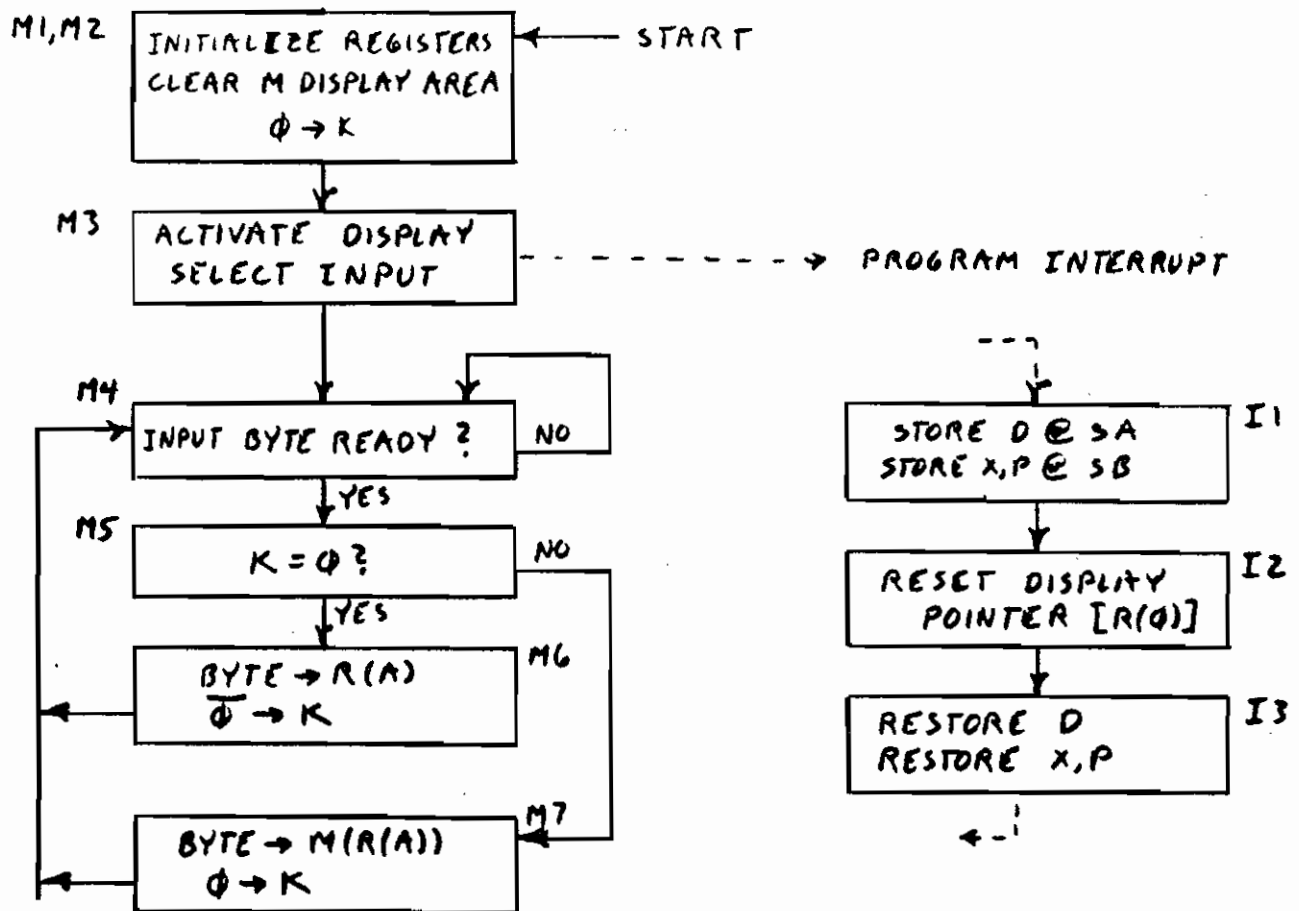 M1,M2
INITIALIZE REGISTERS
CLEAR M DISPLAY AREA
ϕ → K
START
M3
ACTIVATE DISPLAY
SELECT INPUT
PROGRAM INTERRUPT
M4
INPUT BYTE READY ?
NO
YES
M5
K = ϕ ?
NO
YES
M6
BYTE → R(A)
ϕ̅ → K
M7
BYTE → M(R(A))
ϕ → K
I1
STORE D @ SA
STORE X,P @ SB
I2
RESET DISPLAY
POINTER [R(ϕ)]
I3
RESTORE D
RESTORE X,P